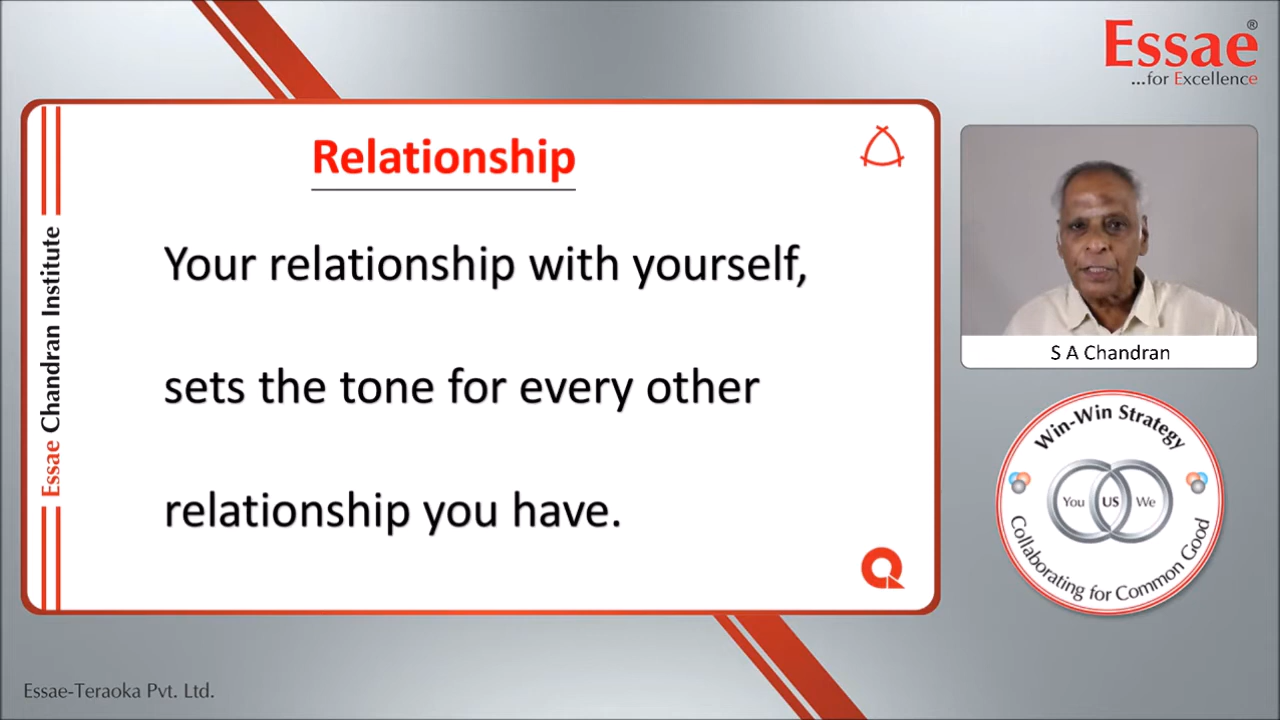 Essae®
...for Excellence
Relationship
Your relationship with yourself,
sets the tone for every other
relationship you have.
Essae Chandran Institute
S A Chandran
Win-Win Strategy
You US We
Collaborating for Common Good
Essae-Teraoka Pvt. Ltd.